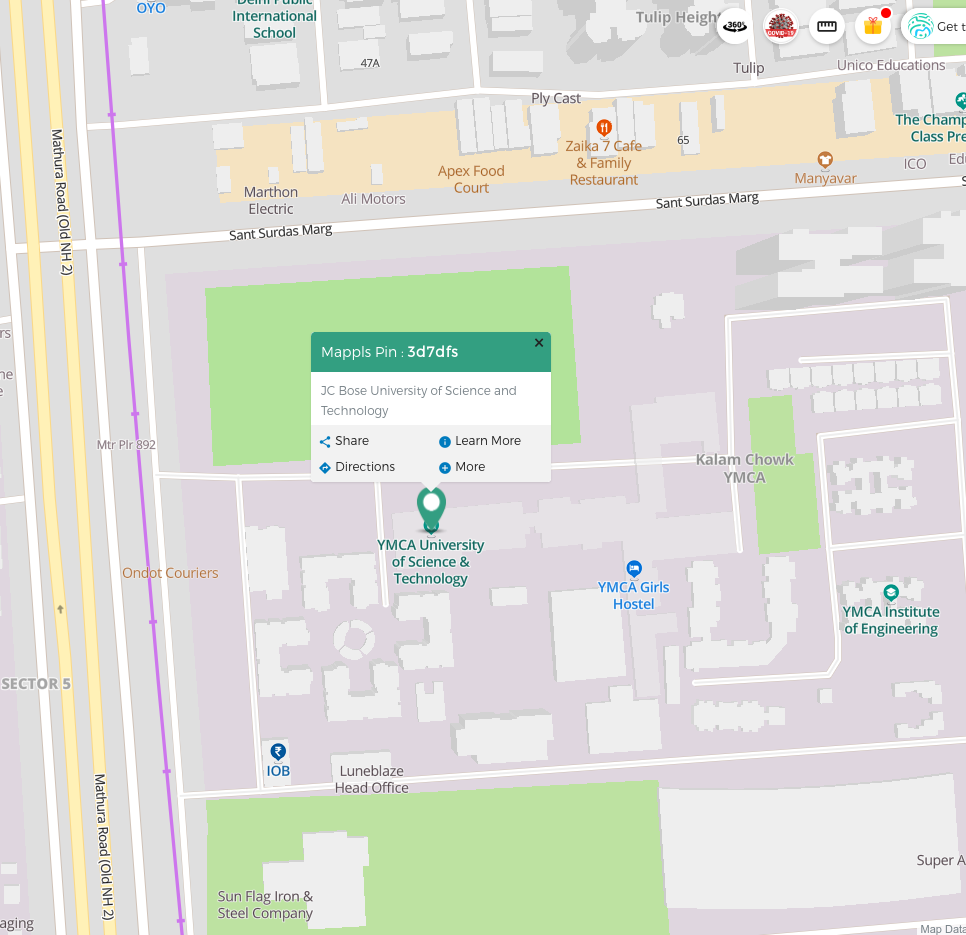 OYO
Delhi Public
International
School
Tulip
360°
COVID-19
Get
47A
Tulip
Unico Educations
Ply Cast
Mathura Road (Old NH 2)
Zaika 7 Cafe
& Family
Restaurant
65
The
Class
Apex Food
Court
Manyavar
ICO
Marthon
Electric
Ali Motors
Sant Surdas Marg
Sant Surdas Marg
Mappls Pin : 3d7dfs
JC Bose University of Science and
Technology
Share
Learn More
Directions
More
Mtr Plr 892
Kalam Chowk
YMCA
YMCA University
of Science &
Technology
Ondot Couriers
YMCA Girls
Hostel
YMCA Institute
of Engineering
SECTOR 5
₹
IOB
Luneblaze
Head Office
Mathura Road (Old NH 2)
Super A
Sun Flag Iron &
Steel Company
aging
Map Data